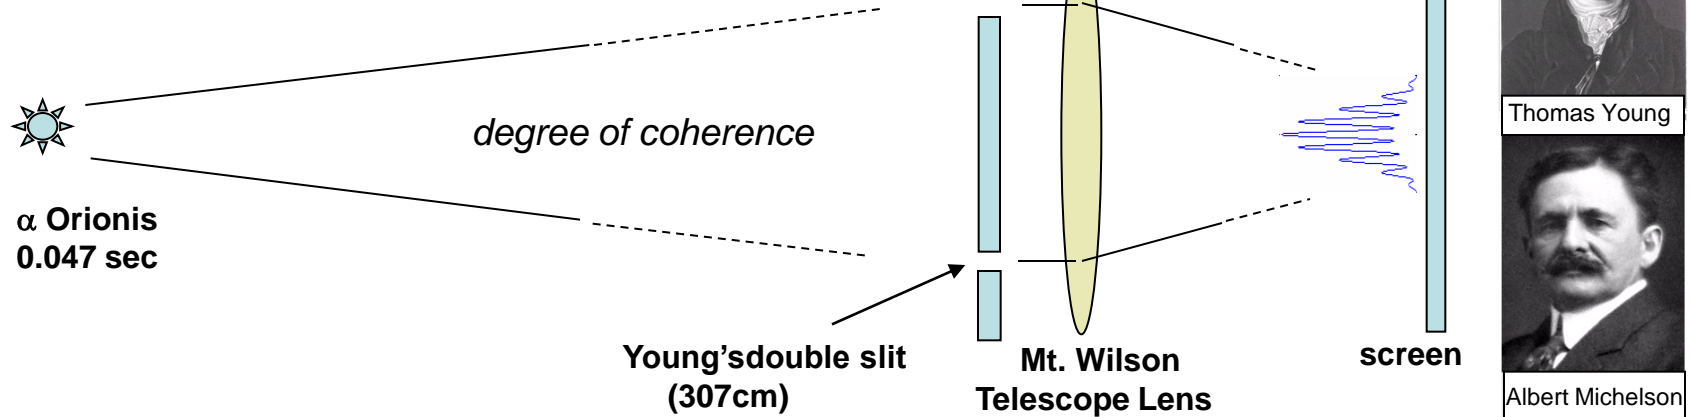 degree of coherence
α Orionis
0.047 sec
Young'sdouble slit
(307cm)
Mt. Wilson
Telescope Lens
screen
Thomas Young
Albert Michelson